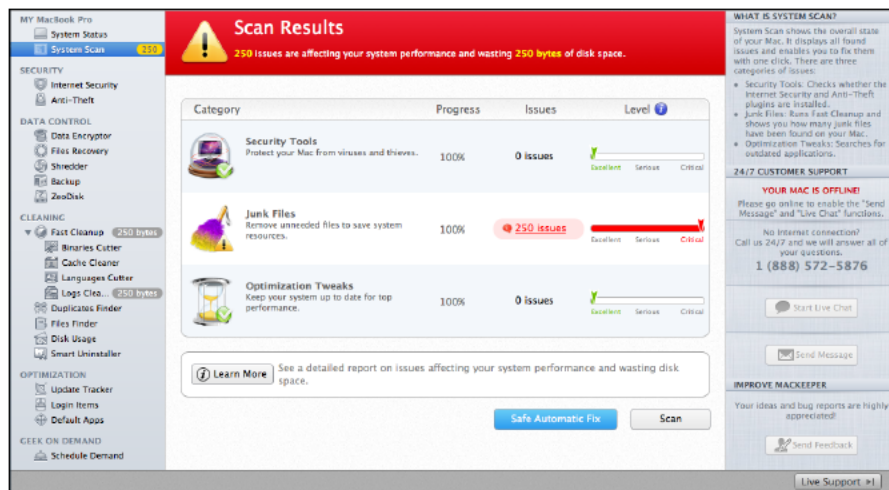 MY MacBook Pro
System Status
System Scan 250
SECURITY
Internet Security
Anti-Theft
DATA CONTROL
Data Encryptor
Files Recovery
Shredder
Backup
ZeoDisk
CLEANING
Fast Cleanup 250 bytes
Binaries Cutter
Cache Cleaner
Languages Cutter
Logs Clea... 250 bytes
Duplicates Finder
Files Finder
Disk Usage
Smart Uninstaller
OPTIMIZATION
Update Tracker
Login Items
Default Apps
GEEK ON DEMAND
Schedule Demand
Scan Results
250 issues are affecting your system performance and wasting 250 bytes of disk space.
Category Progress Issues Level
Security Tools
Protect your Mac from viruses and thieves.
100% 0 issues
Excellent Serious Critical
Junk Files
Remove unneeded files to save system
resources.
100% 250 issues
Excellent Serious Critical
Optimization Tweaks
Keep your system up to date for top
performance.
100% 0 issues
Excellent Serious Critical
Learn More
See a detailed report on issues affecting your system performance and wasting disk
space.
Safe Automatic Fix Scan
WHAT IS SYSTEM SCAN?
System Scan shows the overall state
of your Mac. It displays all found
issues and enables you to fix them
with one click. There are three
categories of issues:
• Security Tools: Checks whether the
Internet Security and Anti-Theft
plugins are installed.
• Junk Files: Runs Fast Cleanup and
shows you how many junk files
have been found on your Mac.
• Optimization Tweaks: Searches for
outdated applications.
24/7 CUSTOMER SUPPORT
YOUR MAC IS OFFLINE!
Please go online to enable the "Send
Message" and "Live Chat" functions.
No internet connection?
Call us 24/7 and we will answer all of
your questions.
1 (888) 572-5876
Start Live Chat
Send Message
IMPROVE MACKEEPER
Your ideas and bug reports are highly
appreciated!
Send Feedback
Live Support